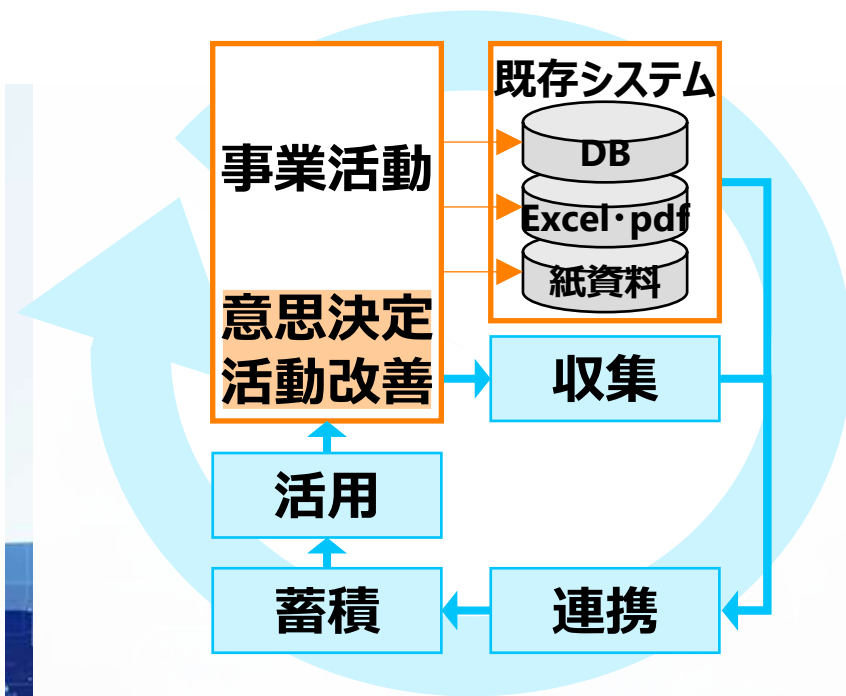 事業活動
意思決定
活動改善
既存システム
DB
Excel・pdf
紙資料
収集
活用
蓄積
連携